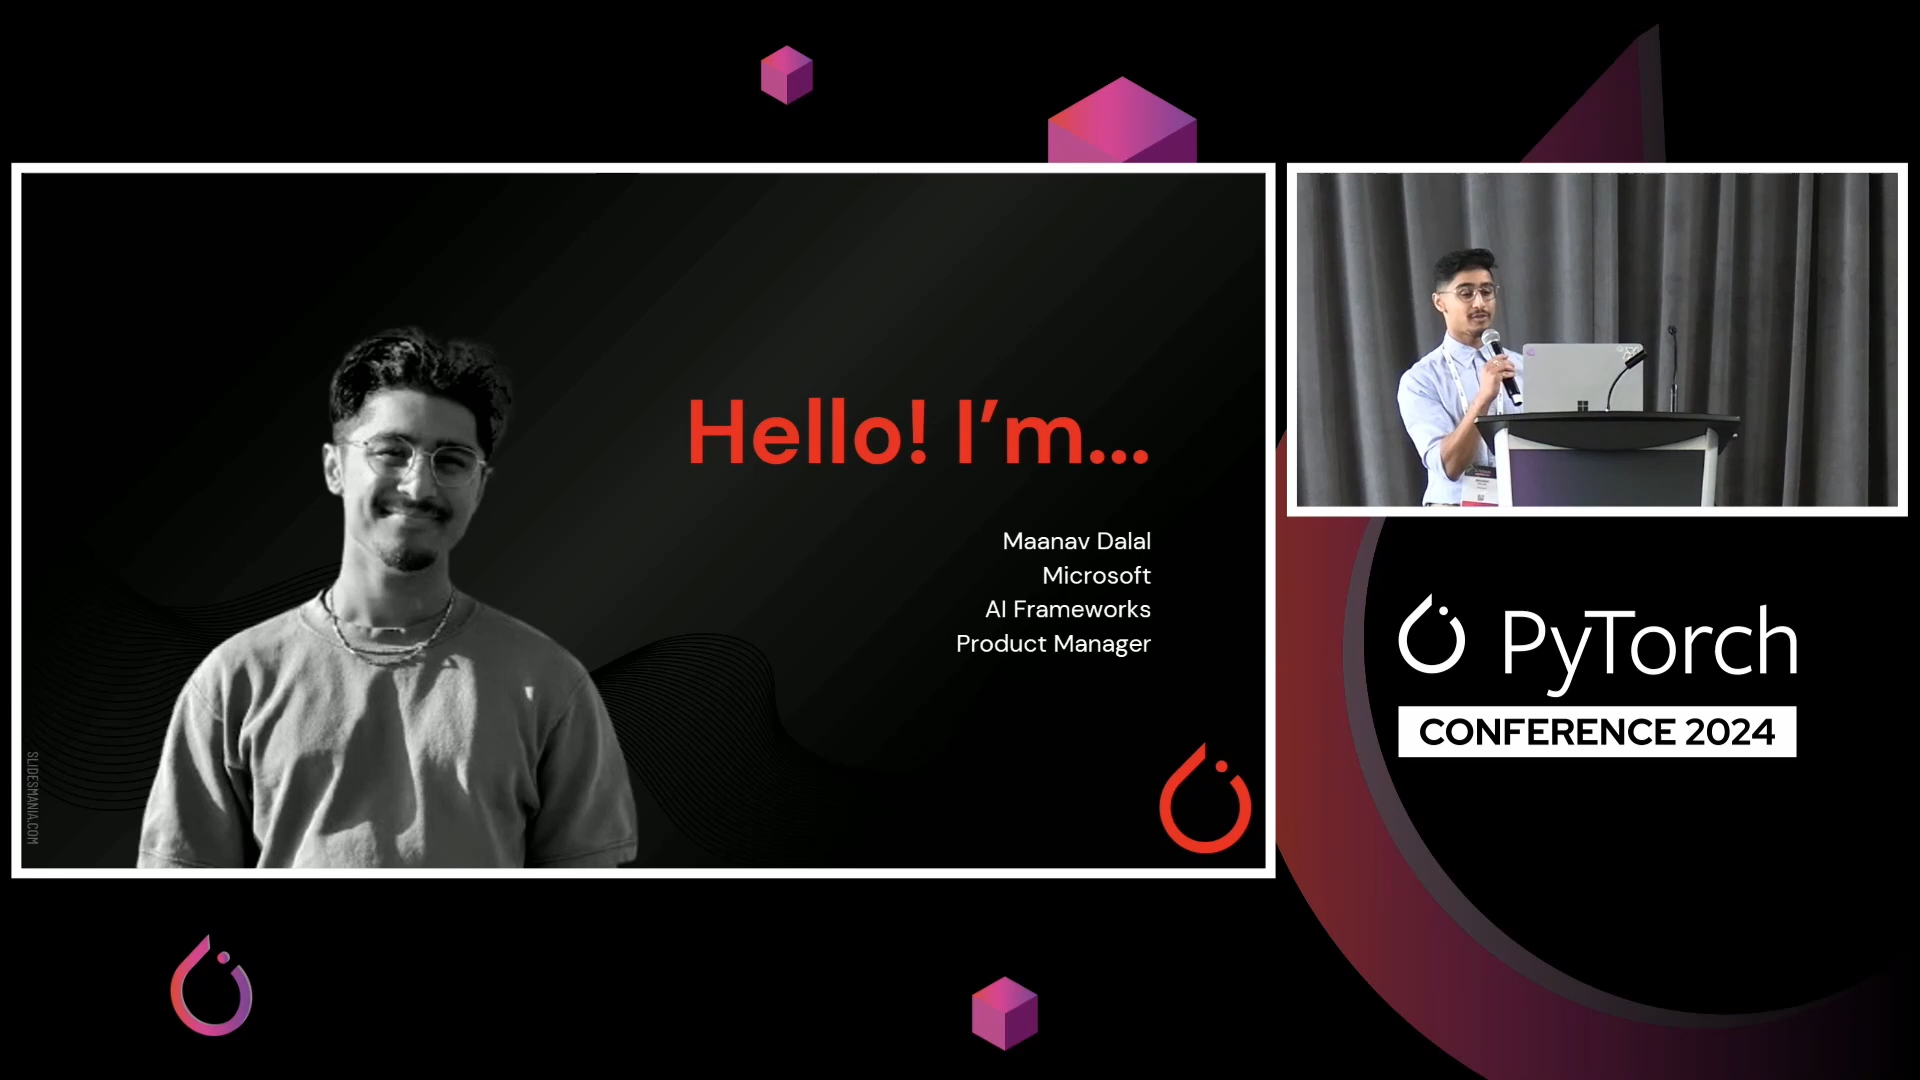 Hello! I'm...
Maanav Dalal
Microsoft
AI Frameworks
Product Manager
SLIDESMANIA.COM
PyTorch
CONFERENCE 2024